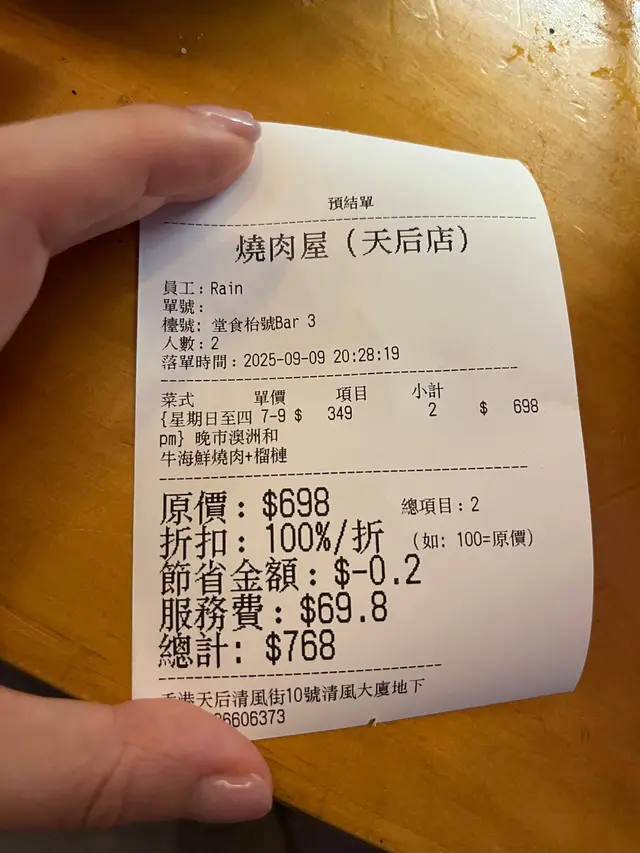 預結單
燒肉屋（天后店）
員工：Rain
單號：
檯號: 堂食枱號Bar 3
人數：2
落單時間：2025-09-09 20:28:19
菜式 單價 項目 小計
{星期日至四 7-9 $ 349 2 $ 698
pm} 晚市澳洲和
牛海鮮燒肉+榴槤
原價：$698 總項目：2
折扣：100%/折 （如: 100=原價）
節省金額：$-0.2
服務費：$69.8
總計: $768
香港天后清風街10號清風大廈地下
6606373